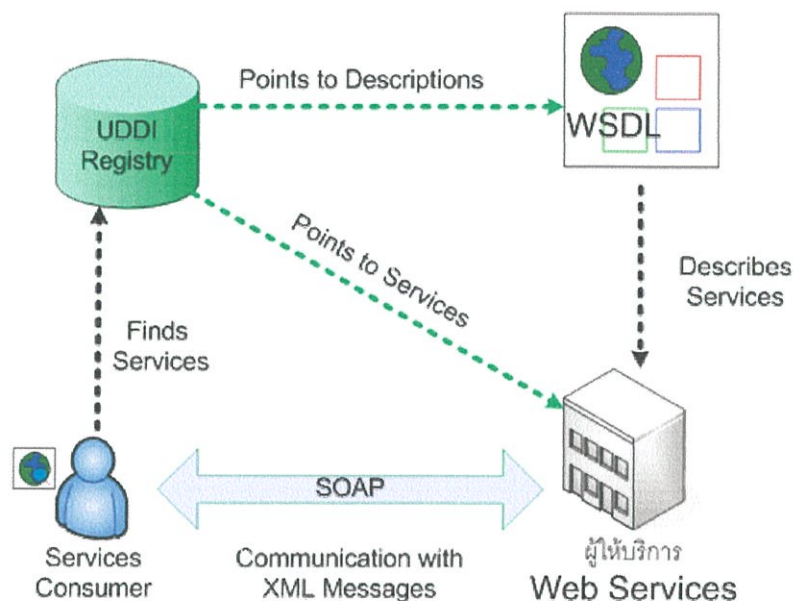 Points to Descriptions
UDDI
Registry
WSDL
Points to Services
Describes
Services
Finds
Services
SOAP
Services
Consumer
Communication with
XML Messages
ผู้ให้บริการ
Web Services